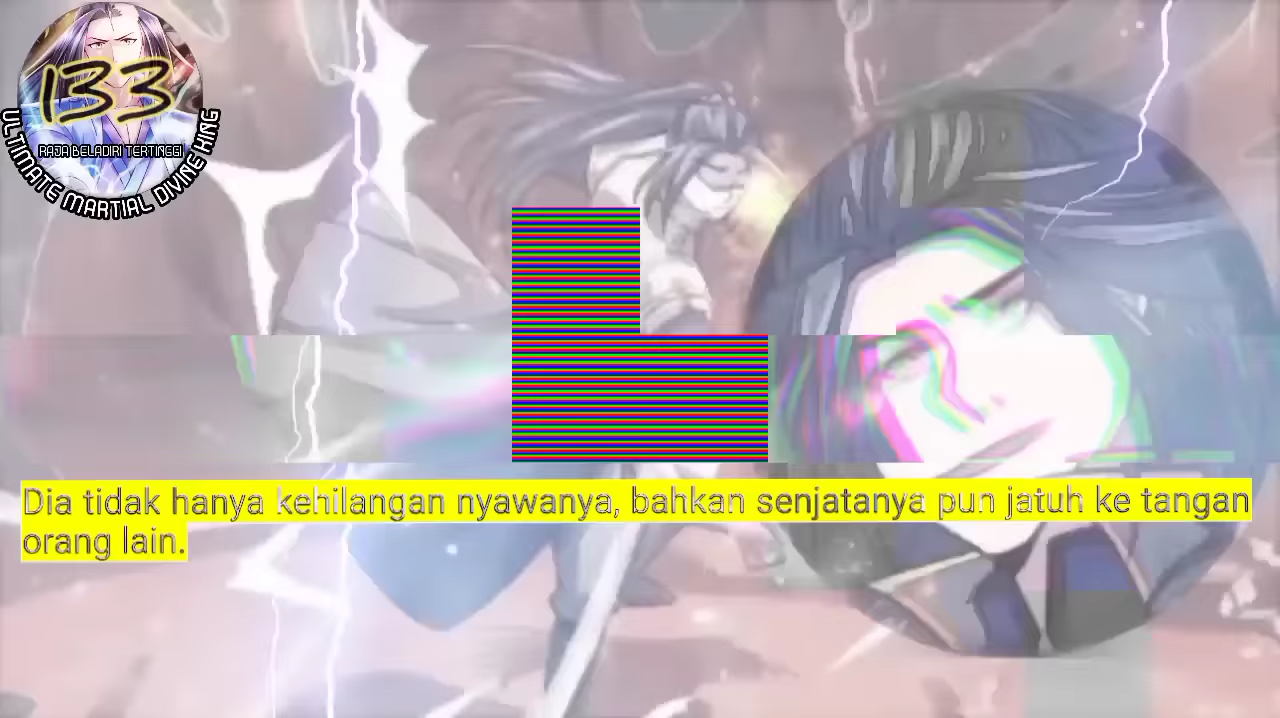 133
RAJA BELADIRI TERTINGGI
ULTIMATE MARTIAL DIVINE KING
Dia tidak hanya kehilangan nyawanya, bahkan senjatanya pun jatuh ke tangan
orang lain.